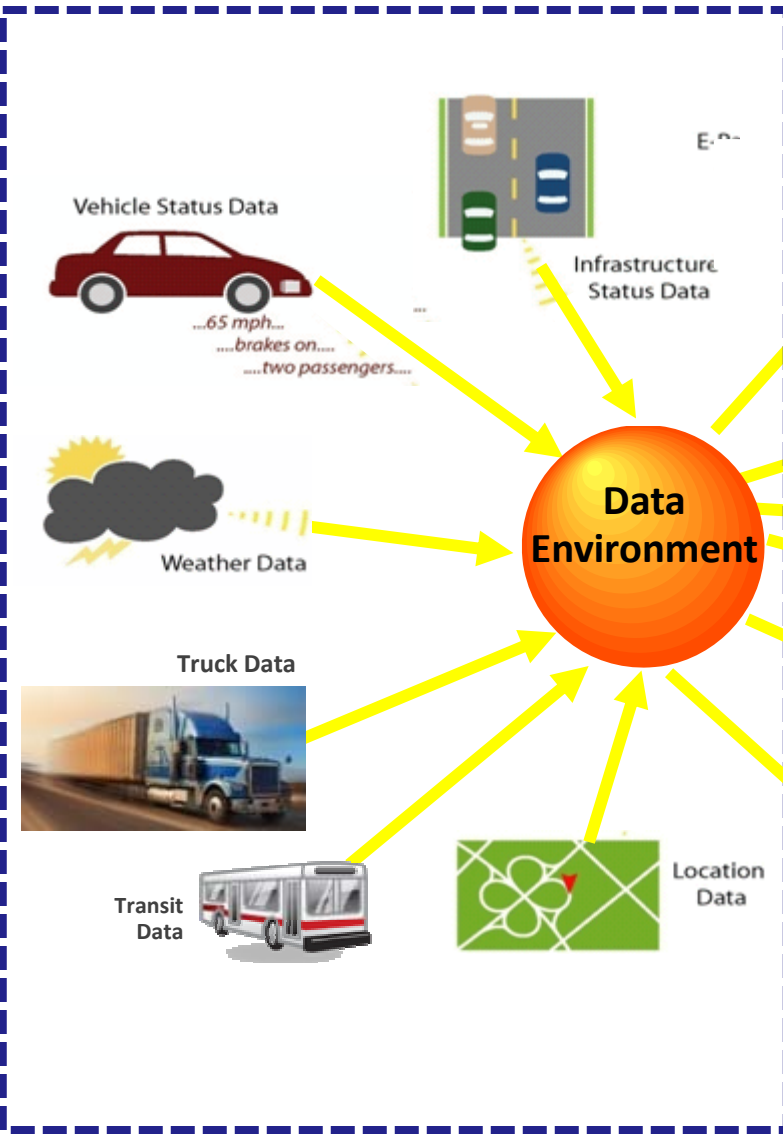 Vehicle Status Data
...65 mph...
....brakes on....
....two passengers....
...
Infrastructure
Status Data
Data
Environment
Weather Data
Truck Data
Transit
Data
Location
Data